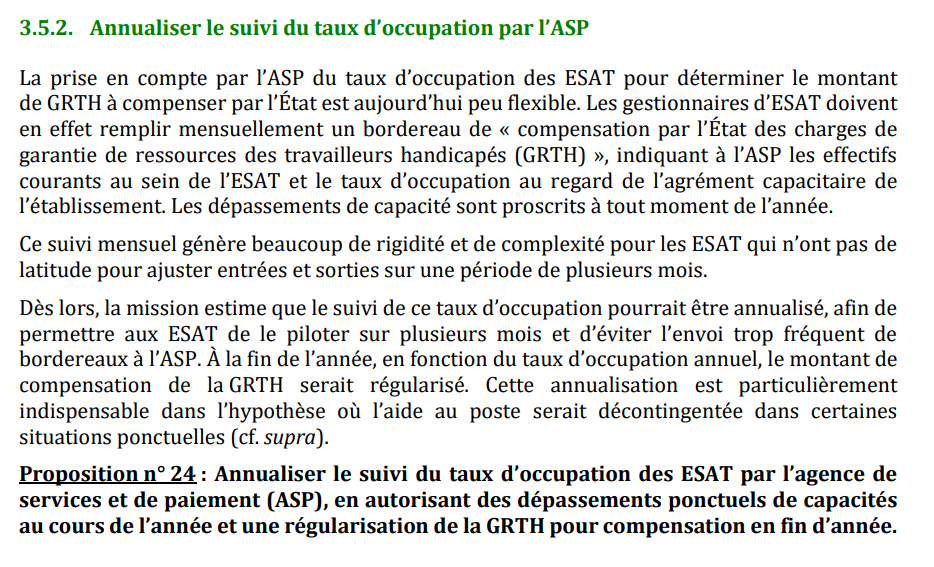 3.5.2. Annualiser le suivi du taux d’occupation par l’ASP
La prise en compte par l’ASP du taux d’occupation des ESAT pour déterminer le montant
de GRTH à compenser par l’État est aujourd’hui peu flexible. Les gestionnaires d’ESAT doivent
en effet remplir mensuellement un bordereau de « compensation par l’État des charges de
garantie de ressources des travailleurs handicapés (GRTH) », indiquant à l’ASP les effectifs
courants au sein de l’ESAT et le taux d’occupation au regard de l’agrément capacitaire de
l’établissement. Les dépassements de capacité sont proscrits à tout moment de l’année.
Ce suivi mensuel génère beaucoup de rigidité et de complexité pour les ESAT qui n’ont pas de
latitude pour ajuster entrées et sorties sur une période de plusieurs mois.
Dès lors, la mission estime que le suivi de ce taux d’occupation pourrait être annualisé, afin de
permettre aux ESAT de le piloter sur plusieurs mois et d’éviter l’envoi trop fréquent de
bordereaux à l’ASP. À la fin de l’année, en fonction du taux d’occupation annuel, le montant de
compensation de la GRTH serait régularisé. Cette annualisation est particulièrement
indispensable dans l’hypothèse où l’aide au poste serait décontingentée dans certaines
situations ponctuelles (cf. supra).
Proposition n° 24 : Annualiser le suivi du taux d’occupation des ESAT par l’agence de
services et de paiement (ASP), en autorisant des dépassements ponctuels de capacités
au cours de l’année et une régularisation de la GRTH pour compensation en fin d’année.